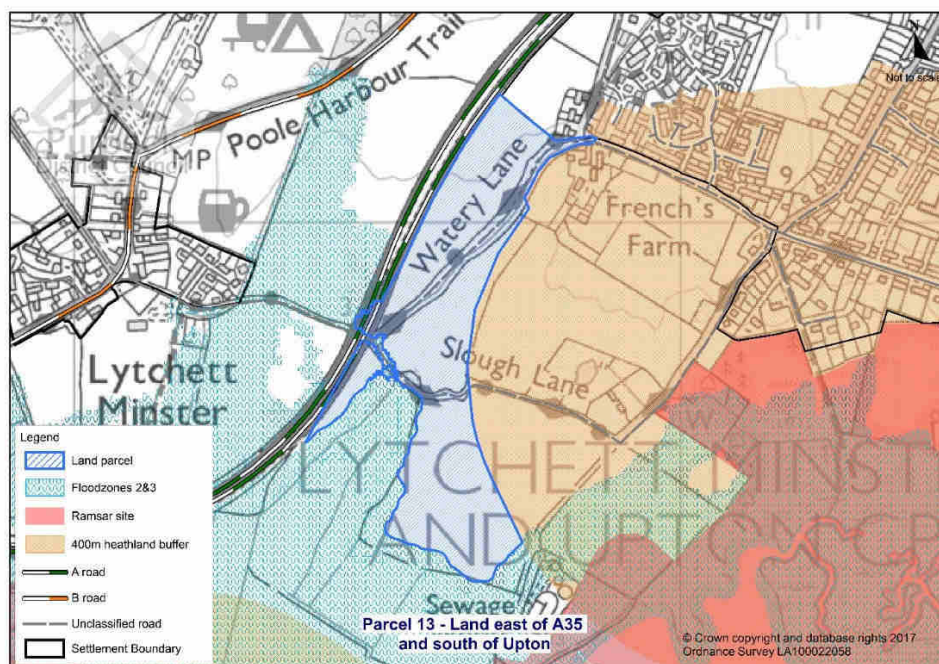 N
Not to scale
Poole Harbour Trail
MP
Watery Lane
9
French's
Farm
Lytchett
Minster
Slough Lane
W
LYTCHETT MINST
AND UPTON CP
Sewage
Legend
Land parcel
Floodzones 2&3
Ramsar site
400m heathland buffer
A road
B road
Unclassified road
Settlement Boundary
Parcel 13 - Land east of A35
and south of Upton
© Crown copyright and database rights 2017
Ordnance Survey LA100022058